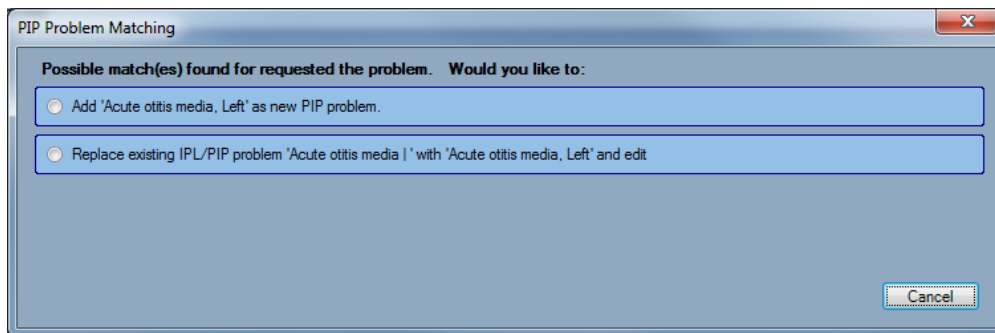 PIP Problem Matching
Possible match(es) found for requested the problem. Would you like to:
Add 'Acute otitis media, Left' as new PIP problem.
Replace existing IPL/PIP problem 'Acute otitis media | ' with 'Acute otitis media, Left' and edit
Cancel